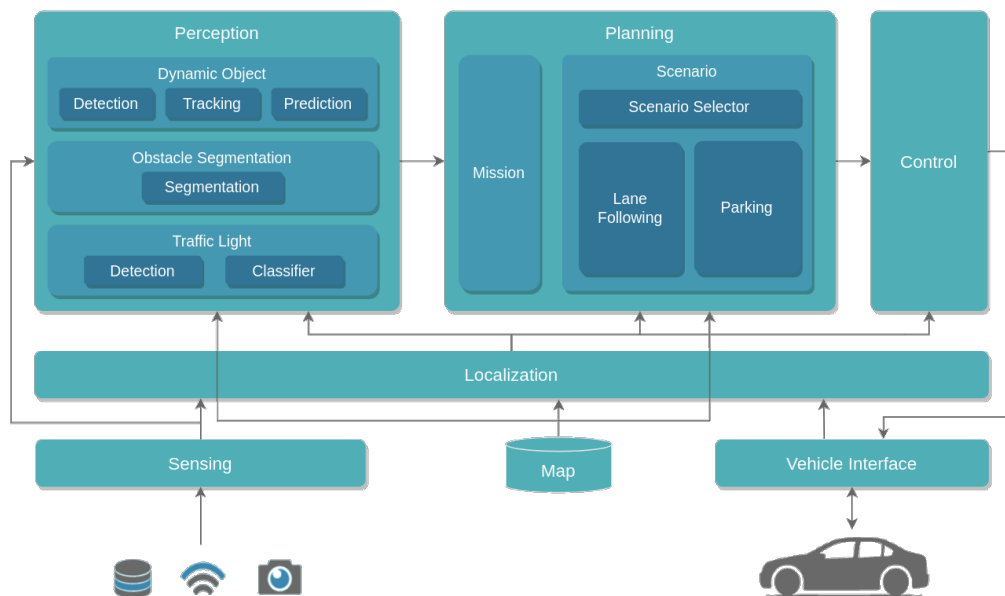 Perception
Dynamic Object
Detection
Tracking
Prediction
Obstacle Segmentation
Segmentation
Traffic Light
Detection
Classifier
Planning
Mission
Scenario
Scenario Selector
Lane
Following
Parking
Control
Localization
Sensing
Map
Vehicle Interface